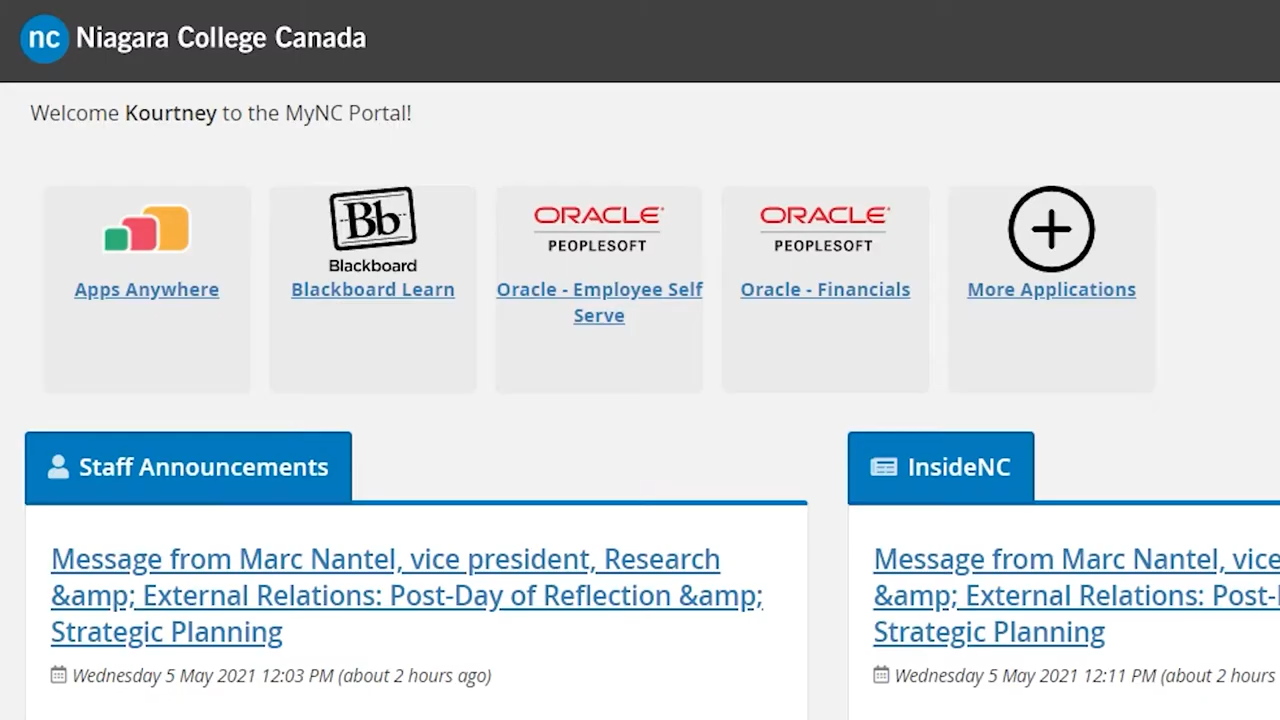 nc Niagara College Canada
Welcome Kourtney to the MyNC Portal!
Bb
Blackboard
ORACLE
PEOPLESOFT
ORACLE
PEOPLESOFT
Apps Anywhere
Blackboard Learn
Oracle - Employee Self
Serve
Oracle - Financials
More Applications
Staff Announcements
Message from Marc Nantel, vice president, Research
&amp; External Relations: Post-Day of Reflection &amp;
Strategic Planning
Wednesday 5 May 2021 12:03 PM (about 2 hours ago)
InsideNC
Message from Marc Nantel, vice
&amp; External Relations: Post-
Strategic Planning
Wednesday 5 May 2021 12:11 PM (about 2 hours